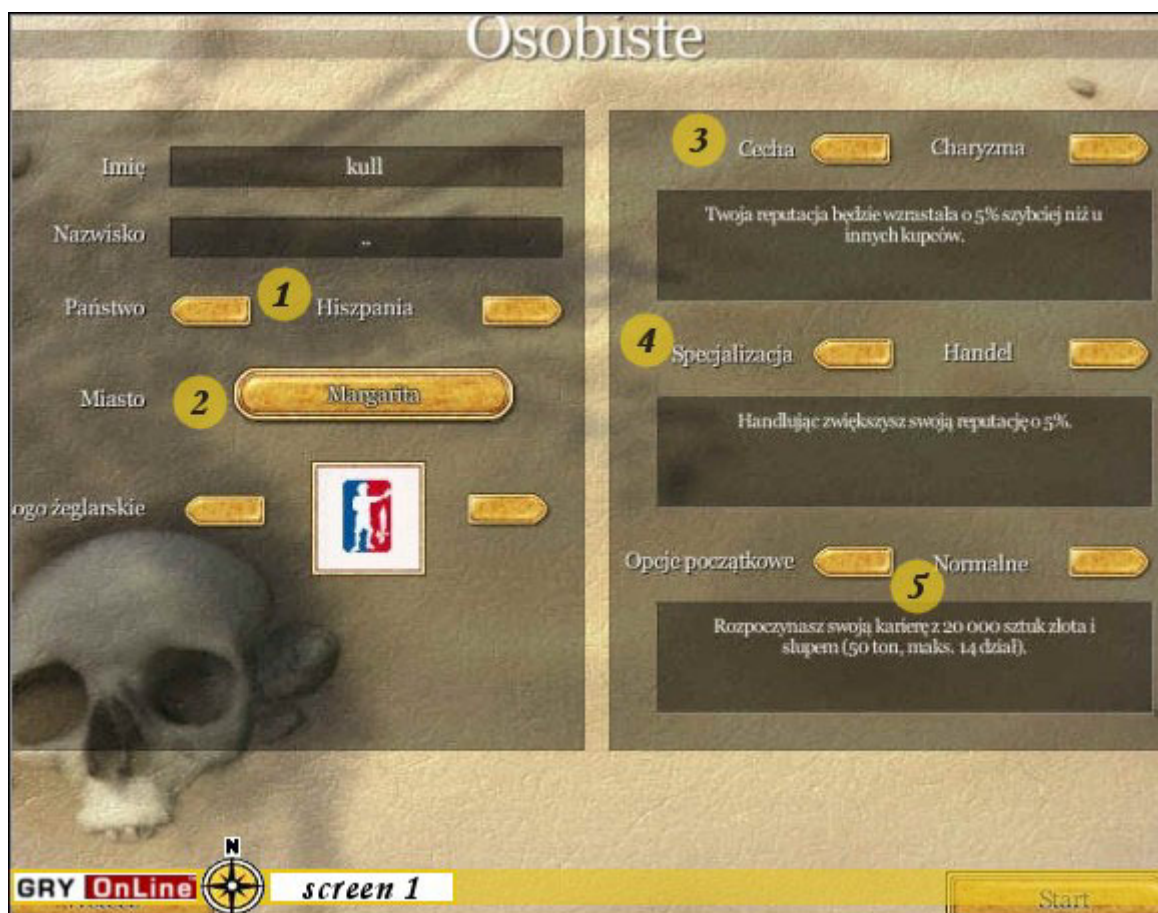 Osobiste
Imię
kull
Nazwisko
..
Państwo
1
Hiszpania
Miasto
2
Margarita
ogo żeglarskie
3
Cecha
Charyzma
Twoja reputacja będzie wzrastała o 5% szybciej niż u
innych kupców.
4
Specjalizacja
Handel
Handlując zwiększysz swoją reputację o 5%.
Opcje początkowe
5
Normalne
Rozpoczynasz swoją karierę z 20 000 sztuk złota i
slupem (50 ton, maks. 14 dział).
N
GRY OnLine
screen 1
Start